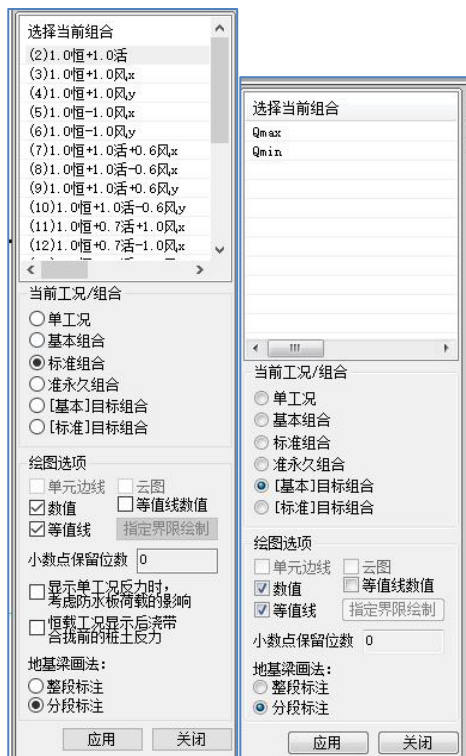 选择当前组合
(2)1.0恒+1.0活
(3)1.0恒+1.0风x
(4)1.0恒+1.0风y
(5)1.0恒-1.0风x
(6)1.0恒-1.0风y
(7)1.0恒+1.0活+0.6风x
(8)1.0恒+1.0活-0.6风x
(9)1.0恒+1.0活+0.6风y
(10)1.0恒+1.0活-0.6风y
(11)1.0恒+0.7活+1.0风x
(12)1.0恒+0.7活-1.0风x
当前工况/组合
单工况
基本组合
标准组合
准永久组合
[基本]目标组合
[标准]目标组合
绘图选项
单元边线 云图
数值 等值线数值
等值线 指定界限绘制
小数点保留位数 0
显示单工况反力时,
考虑防水板荷载的影响
恒载工况显示后浇带
合拢前的桩土反力
地基梁画法:
整段标注
分段标注
应用 关闭
选择当前组合
Qmax
Qmin
当前工况/组合
单工况
基本组合
标准组合
准永久组合
[基本]目标组合
[标准]目标组合
绘图选项
单元边线 云图
数值 等值线数值
等值线 指定界限绘制
小数点保留位数 0
地基梁画法:
整段标注
分段标注
应用 关闭